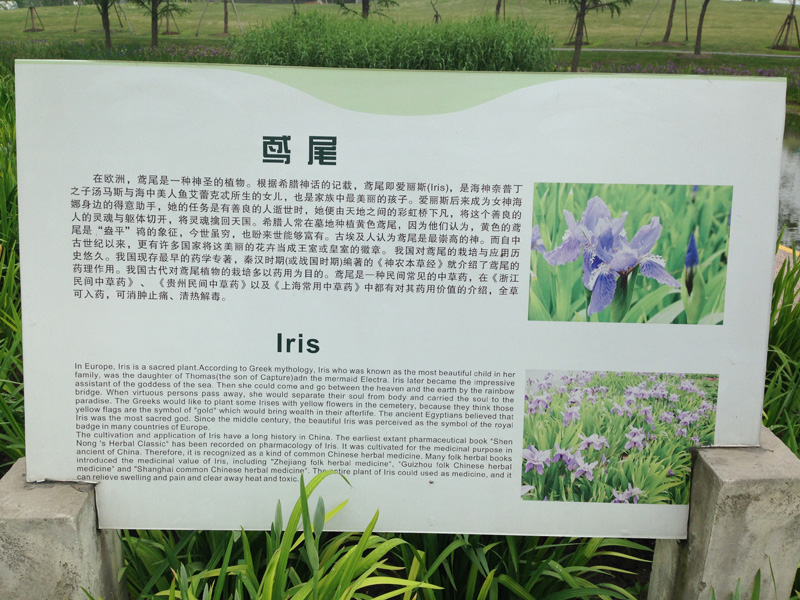 鸢尾
在欧洲，鸢尾是一种神圣的植物。根据希腊神话的记载，鸢尾即爱丽斯(Iris)，是海神奈普丁
之子汤马斯与海中美人鱼艾蕾克忒所生的女儿，也是家族中最美丽的孩子。爱丽斯后来成为女神海
娜身边的得意助手，她的任务是有善良的人逝世时，她便由天地之间的彩虹桥下凡，将这个善良的
人的灵魂与躯体切开，将灵魂擒回天国。希腊人常在墓地种植黄色鸢尾，因为他们认为，黄色的鸢
尾是“盎平”鸨的象征，今世虽穷，也盼来世能够富有。古埃及人认为鸢尾是最崇高的神。而自中
古世纪以来，更有许多国家将这美丽的花卉当成王室或皇室的徽章。 我国对鸢尾的栽培与应用历
史悠久。我国现存最早的药学专著，秦汉时期(或战国时期)编著的《神农本草经》就介绍了鸢尾的
药理作用。我国古代对鸢尾植物的栽培多以药用为目的。鸢尾是一种民间常见的中草药，在《浙江
民间中草药》、《贵州民间中草药》以及《上海常用中草药》中都有对其药用价值的介绍，全草
可入药，可消肿止痛、清热解毒。
Iris
In Europe, Iris is a sacred plant.According to Greek mythology, Iris who was known as the most beautiful child in her
family, was the daughter of Thomas(the son of Capture)adn the mermaid Electra. Iris later became the impressive
assistant of the goddess of the sea. Then she could come and go between the heaven and the earth by the rainbow
bridge. When virtuous persons pass away, she would separate their soul from body and carried the soul to the
paradise. The Greeks would like to plant some Irises with yellow flowers in the cemetery, because they think those
yellow flags are the symbol of "gold" which would bring wealth in their afterlife. The ancient Egyptians believed that
Iris was the most sacred god. Since the middle century, the beautiful Iris was perceived as the symbol of the royal
badge in many countries of Europe.
The cultivation and application of Iris have a long history in China. The earliest extant pharmaceutical book "Shen
Nong 's Herbal Classic" has been recorded on pharmacology of Iris. It was cultivated for the medicinal purpose in
ancient of China. Therefore, it is recognized as a kind of common Chinese herbal medicine. Many folk herbal books
introduced the medicinal value of Iris, including "Zhejiang folk herbal medicine", "Guizhou folk Chinese herbal
medicine" and "Shanghai common Chinese herbal medicine". The entire plant of Iris could used as medicine, and it
can relieve swelling and pain and clear away heat and toxic.